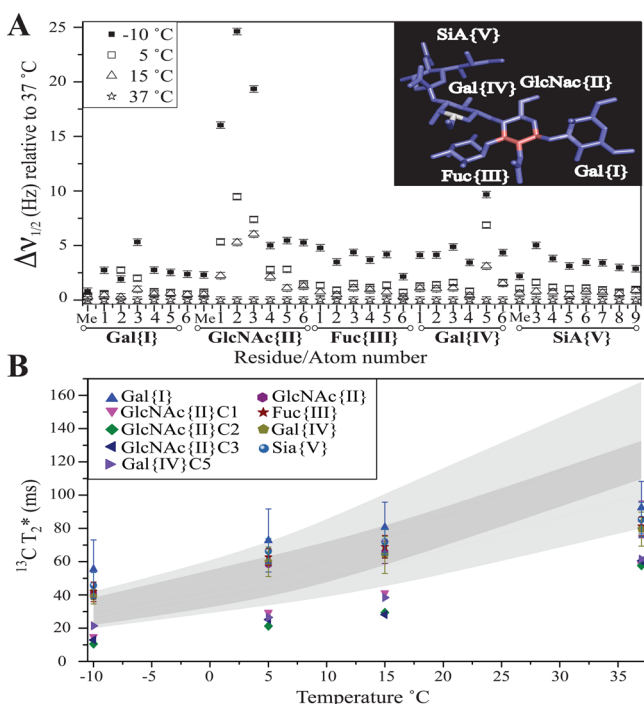 A
Δν1/2 (Hz) relative to 37 ˚C
25
20
15
10
5
0
-10 ˚C
5 ˚C
15 ˚C
37 ˚C
SiA{V}
Gal{IV}
GlcNac{II}
Fuc{III}
Gal{I}
Me 1 2 3 4 5 6 1 2 3 4 5 6 1 2 3 4 5 6 1 2 3 4 5 6 Me 3 4 5 6 7 8 9
Gal{I} GlcNAc{II} Fuc{III} Gal{IV} SiA{V}
Residue/Atom number
B
13C T2* (ms)
160
140
120
100
80
60
40
20
0
Gal{I}
GlcNAc{II}C1
GlcNAc{II}C2
GlcNAc{II}C3
Gal{IV}C5
GlcNAc{II}
Fuc{III}
Gal{IV}
Sia{V}
-10 -5 0 5 10 15 20 25 30 35
Temperature ˚C